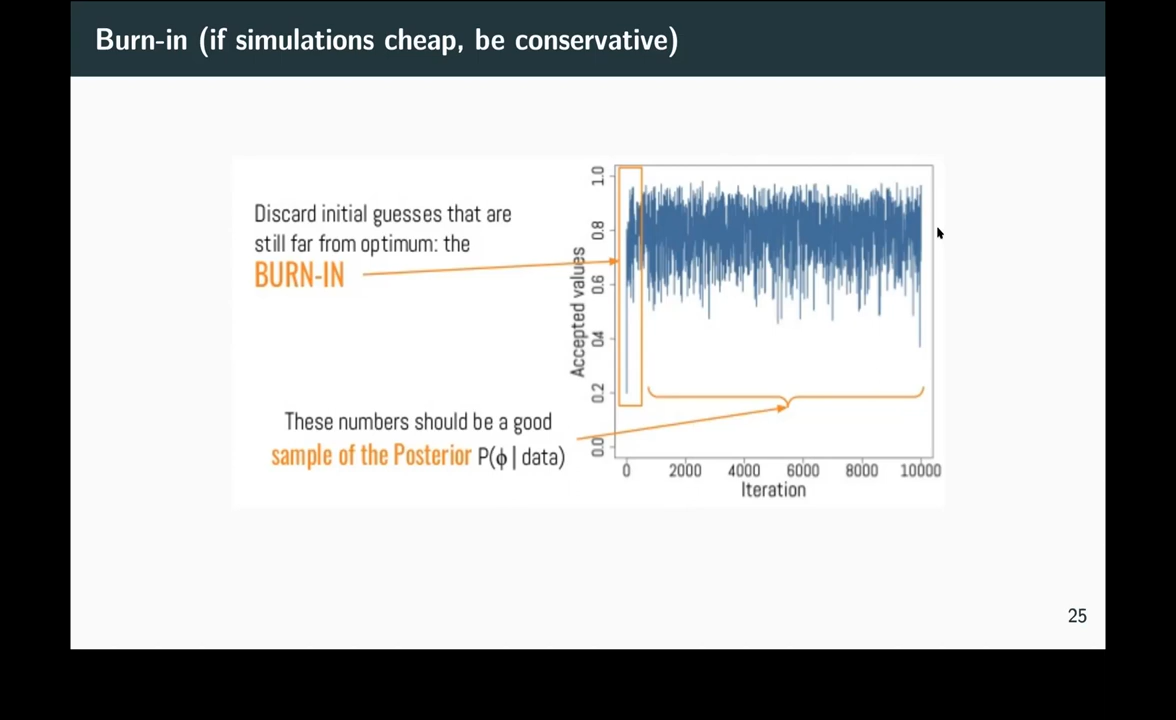 Burn-in (if simulations cheap, be conservative)
Discard initial guesses that are
still far from optimum: the
BURN-IN
These numbers should be a good
sample of the Posterior P(ϕ | data)
Accepted values
1.0
0.8
0.6
0.4
0.2
0.0
0 2000 4000 6000 8000 10000
Iteration
25